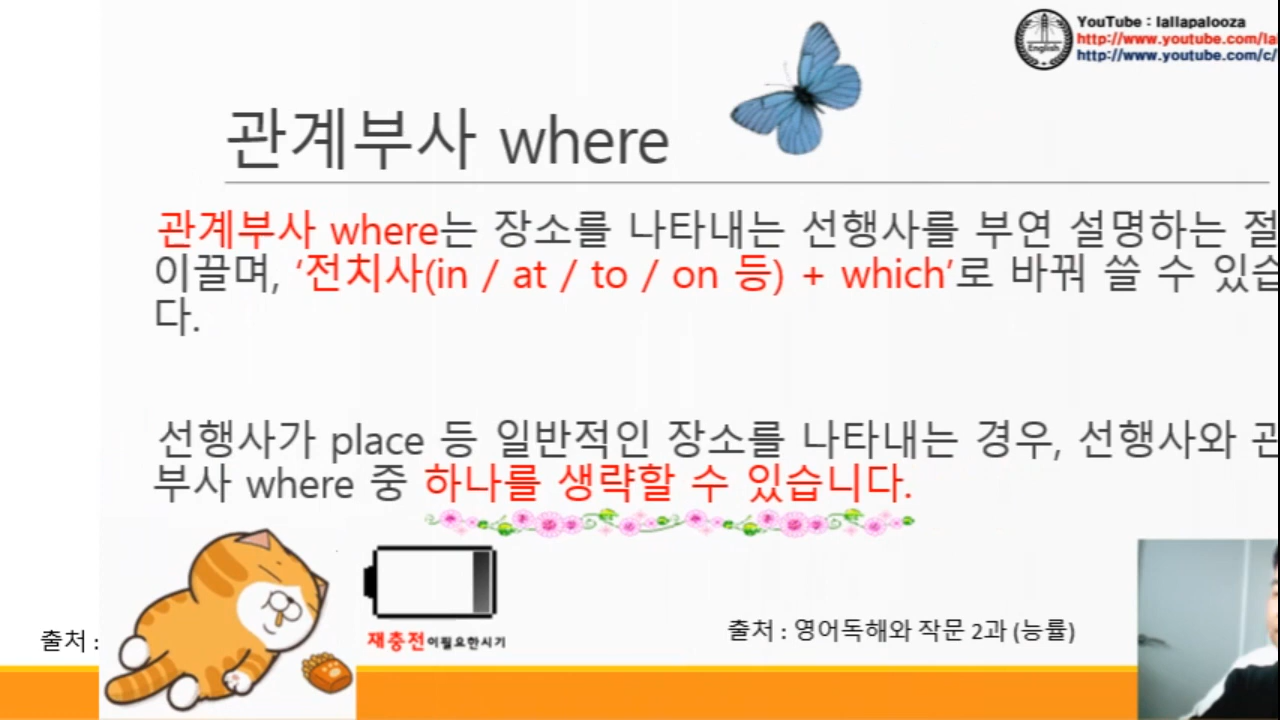 YouTube : lallapalooza
http://www.youtube.com/la
http://www.youtube.com/c/
English
관계부사 where
관계부사 where는 장소를 나타내는 선행사를 부연 설명하는 절
이끌며, ‘전치사(in / at / to / on 등) + which’로 바꿔 쓸 수 있습
다.
선행사가 place 등 일반적인 장소를 나타내는 경우, 선행사와 관
부사 where 중 하나를 생략할 수 있습니다.
재충전이필요한시기
출처 :
출처 : 영어독해와 작문 2과 (능률)